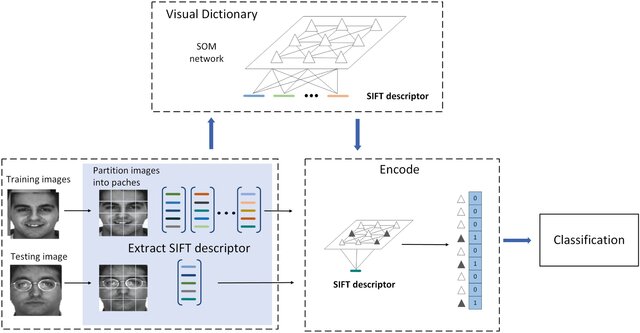 Visual Dictionary
SOM
network
SIFT descriptor
Training images
Partition images
into paches
Testing image
Extract SIFT descriptor
Encode
SIFT descriptor
0
0
0
1
0
1
0
0
1
Classification